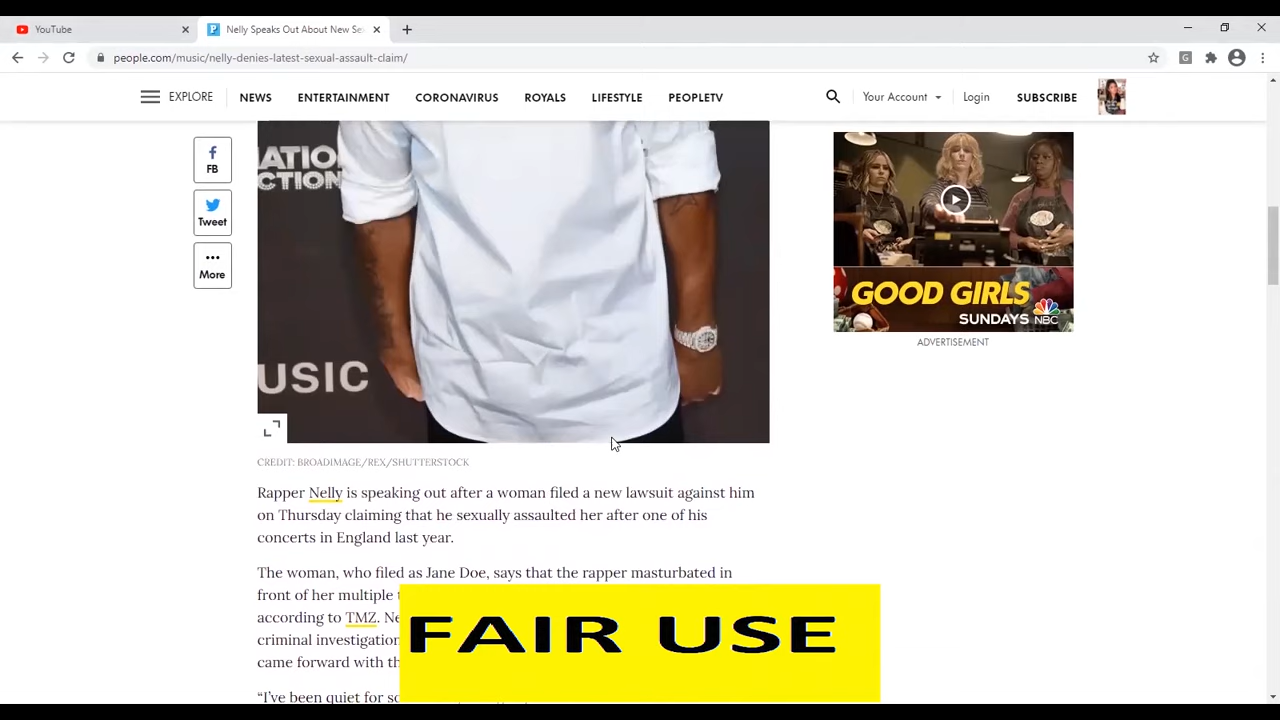 YouTube
Nelly Speaks Out About New Se
people.com/music/nelly-denies-latest-sexual-assault-claim/
EXPLORE NEWS ENTERTAINMENT CORONAVIRUS ROYALS LIFESTYLE PEOPLETV Your Account Login SUBSCRIBE
FB
Tweet
More
ATIO
CTION
USIC
GOOD GIRLS
SUNDAYS NBC
ADVERTISEMENT
CREDIT: BROADIMAGE/REX/SHUTTERSTOCK
Rapper Nelly is speaking out after a woman filed a new lawsuit against him
on Thursday claiming that he sexually assaulted her after one of his
concerts in England last year.
The woman, who filed as Jane Doe, says that the rapper masturbated in
front of her multiple
according to TMZ. Ne
criminal investigation
came forward with th
“I’ve been quiet for so
FAIR USE